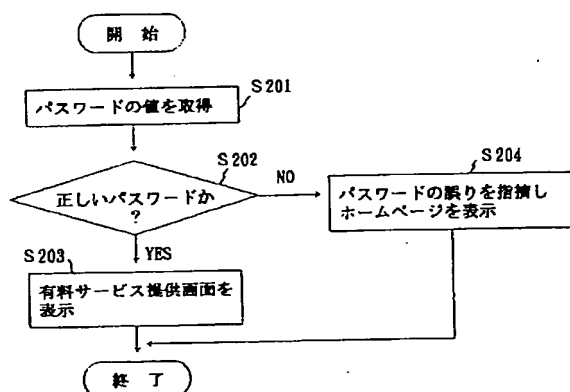 開 始
S201
パスワードの値を取得
S202
正しいパスワードか
?
NO
S204
パスワードの誤りを指摘し
ホームページを表示
YES
S203
有料サービス提供画面を
表示
終 了